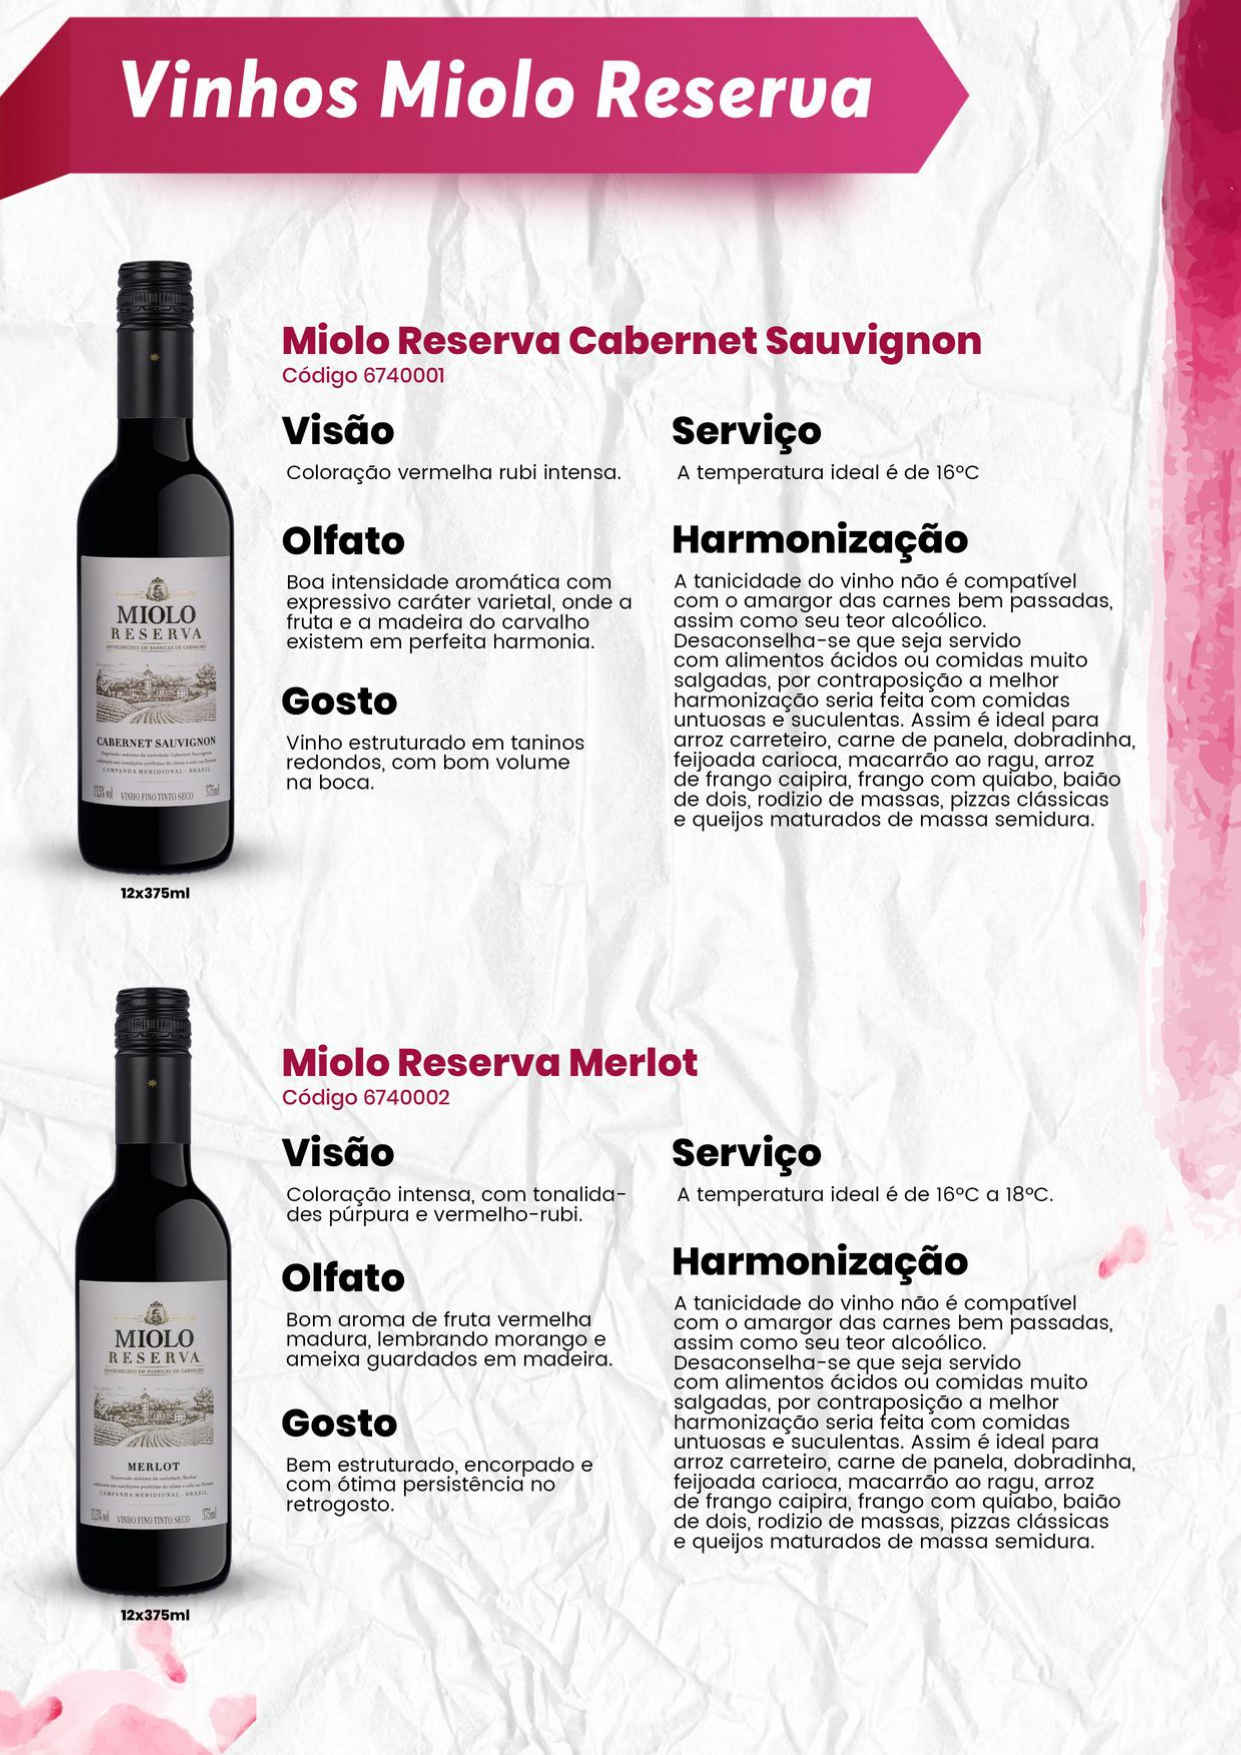 Vinhos Miolo Reserva
Miolo Reserva Cabernet Sauvignon
Código 6740001
Visão
Coloração vermelha rubi intensa.
Olfato
Boa intensidade aromática com
expressivo caráter varietal, onde a
fruta e a madeira do carvalho
existem em perfeita harmonia.
Gosto
Vinho estruturado em taninos
redondos, com bom volume
na boca.
Serviço
A temperatura ideal é de 16ºC
Harmonização
A tanicidade do vinho não é compatível
com o amargor das carnes bem passadas,
assim como seu teor alcoólico.
Desaconselha-se que seja servido
com alimentos ácidos ou comidas muito
salgadas, por contraposição a melhor
harmonização seria feita com comidas
untuosas e suculentas. Assim é ideal para
arroz carreteiro, carne de panela, dobradinha,
feijoada carioca, macarrão ao ragu, arroz
de frango caipira, frango com quiabo, baião
de dois, rodizio de massas, pizzas clássicas
e queijos maturados de massa semidura.
MIOLO
RESERVA
CABERNET SAUVIGNON
CAMPANHA MERIDIONAL - BRASIL
VINHO FINO TINTO SECO
375ml
12x375ml
Miolo Reserva Merlot
Código 6740002
Visão
Coloração intensa, com tonalida-
des púrpura e vermelho-rubi.
Olfato
Bom aroma de fruta vermelha
madura, lembrando morango e
ameixa guardados em madeira.
Gosto
Bem estruturado, encorpado e
com ótima persistência no
retrogosto.
Serviço
A temperatura ideal é de 16ºC a 18ºC.
Harmonização
A tanicidade do vinho não é compatível
com o amargor das carnes bem passadas,
assim como seu teor alcoólico.
Desaconselha-se que seja servido
com alimentos ácidos ou comidas muito
salgadas, por contraposição a melhor
harmonização seria feita com comidas
untuosas e suculentas. Assim é ideal para
arroz carreteiro, carne de panela, dobradinha,
feijoada carioca, macarrão ao ragu, arroz
de frango caipira, frango com quiabo, baião
de dois, rodizio de massas, pizzas clássicas
e queijos maturados de massa semidura.
MIOLO
RESERVA
MERLOT
CAMPANHA MERIDIONAL - BRASIL
VINHO FINO TINTO SECO
375ml
12x375ml